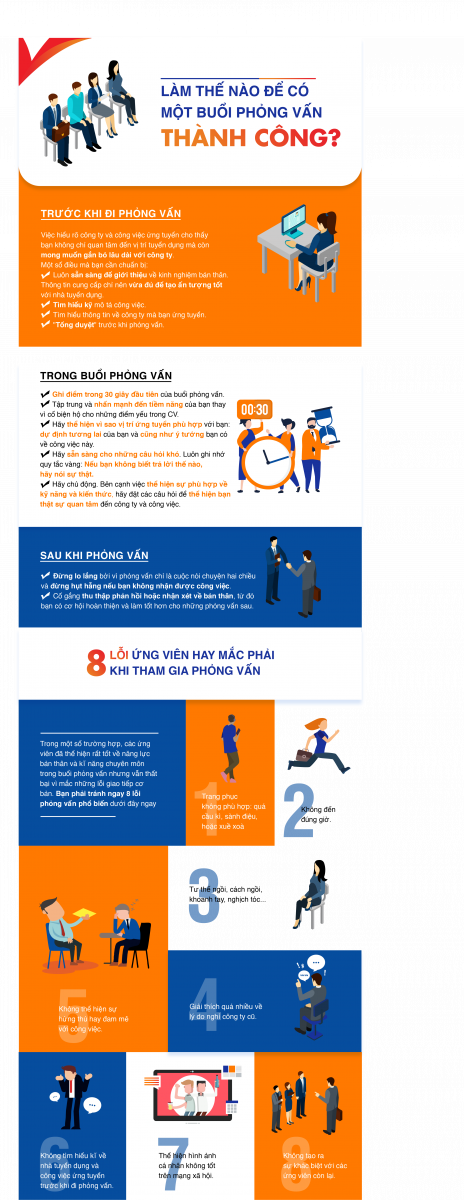 LÀM THẾ NÀO ĐỂ CÓ
MỘT BUỔI PHỎNG VẤN
THÀNH CÔNG?
TRƯỚC KHI ĐI PHỎNG VẤN
Việc hiểu rõ công ty và công việc ứng tuyển cho thấy
bạn không chỉ quan tâm đến vị trí tuyển dụng mà còn
mong muốn gắn bó lâu dài với công ty.
Một số điều mà bạn cần chuẩn bị:
✔ Luôn sẵn sàng để giới thiệu về kinh nghiệm bản thân.
Thông tin cung cấp chỉ nên vừa đủ để tạo ấn tượng tốt
với nhà tuyển dụng.
✔ Tìm hiểu kỹ mô tả công việc.
✔ Tìm hiểu thông tin về công ty mà bạn ứng tuyển.
✔ "Tổng duyệt" trước khi phỏng vấn.
TRONG BUỔI PHỎNG VẤN
✔ Ghi điểm trong 30 giây đầu tiên của buổi phỏng vấn.
✔ Tập trung và nhấn mạnh đến tiềm năng của bạn thay
vì cố biện hộ cho những điểm yếu trong CV.
✔ Hãy thể hiện vì sao vị trí ứng tuyển phù hợp với bạn:
dự định tương lai của bạn và cũng như ý tưởng bạn có
về công việc này.
✔ Hãy sẵn sàng cho những câu hỏi khó. Luôn ghi nhớ
quy tắc vàng: Nếu bạn không biết trả lời thế nào,
hãy nói sự thật.
✔ Hãy chủ động. Bên cạnh việc thể hiện sự phù hợp về
kỹ năng và kiến thức, hãy đặt các câu hỏi để thể hiện bạn
thật sự quan tâm đến công ty và công việc.
00:30
SAU KHI PHỎNG VẤN
✔ Đừng lo lắng bởi vì phỏng vấn chỉ là cuộc nói chuyện hai chiều
và đừng hụt hẫng nếu bạn không nhận được công việc.
✔ Cố gắng thu thập phản hồi hoặc nhận xét về bản thân, từ đó
bạn có cơ hội hoàn thiện và làm tốt hơn cho những phỏng vấn sau.
8 LỖI ỨNG VIÊN HAY MẮC PHẢI
KHI THAM GIA PHỎNG VẤN
Trong một số trường hợp, các ứng
viên đã thể hiện rất tốt về năng lực
bản thân và kĩ năng chuyên môn
trong buổi phỏng vấn nhưng vẫn thất
bại vì mắc những lỗi giao tiếp cơ
bản. Bạn phải tránh ngay 8 lỗi
phỏng vấn phổ biến dưới đây ngay
1
Trang phục
không phù hợp: quá
cầu kì, sành điệu,
hoặc xuề xoà
2
Không đến
đúng giờ.
3
Tư thế ngồi, cách ngồi,
khoanh tay, nghịch tóc...
4
Giải thích quá nhiều về
lý do nghỉ công ty cũ.
5
Không thể hiện sự
hứng thú hay đam mê
với công việc.
6
Không tìm hiểu kĩ về
nhà tuyển dụng và
công việc ứng tuyển
trước khi đi phỏng vấn.
7
Thể hiện hình ảnh
cá nhân không tốt
trên mạng xã hội.
8
Không tạo ra
sự khác biệt với các
ứng viên còn lại.